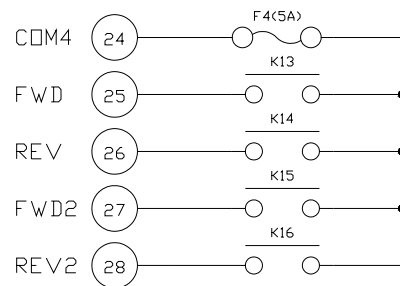 F4(5A)
COM4 24
K13
FWD 25
K14
REV 26
K15
FWD2 27
K16
REV2 28